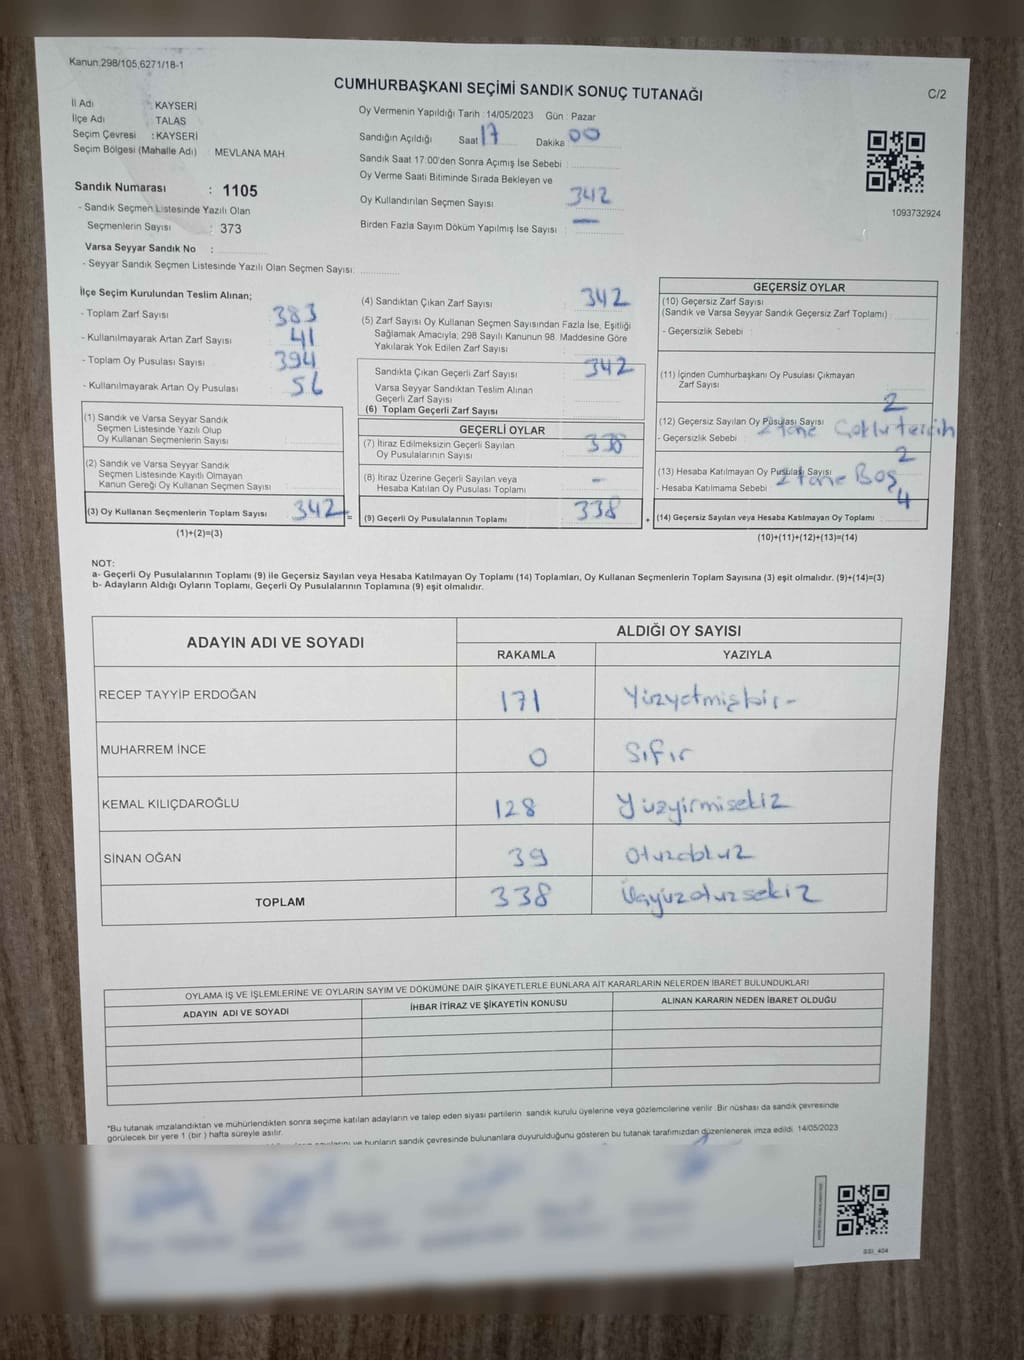 Kanun.298/105,6271/18-1
CUMHURBAŞKANI SEÇİMİ SANDIK SONUÇ TUTANAĞI
C/2
İl Adı : KAYSERİ
İlçe Adı TALAS
Seçim Çevresi : KAYSERİ
Seçim Bölgesi (Mahalle Adı) : MEVLANA MAH
Oy Vermenin Yapıldığı Tarih : 14/05/2023 Gün : Pazar
Sandığın Açıldığı Saat 17 Dakika 00
Sandık Saat 17:00'den Sonra Açımış İse Sebebi
Oy Verme Saati Bitiminde Sırada Bekleyen ve
Oy Kullandırılan Seçmen Sayısı 342
Birden Fazla Sayım Döküm Yapılmış İse Sayısı : —
1093732924
Sandık Numarası : 1105
- Sandık Seçmen Listesinde Yazılı Olan
Seçmenlerin Sayısı : 373
Varsa Seyyar Sandık No :
- Seyyar Sandık Seçmen Listesinde Yazılı Olan Seçmen Sayısı:
İlçe Seçim Kurulundan Teslim Alınan;
- Toplam Zarf Sayısı 383
- Kullanılmayarak Artan Zarf Sayısı 41
- Toplam Oy Pusulası Sayısı 394
- Kullanılmayarak Artan Oy Pusulası 56
(1) Sandık ve Varsa Seyyar Sandık
Seçmen Listesinde Yazılı Olup
Oy Kullanan Seçmenlerin Sayısı
(2) Sandık ve Varsa Seyyar Sandık
Seçmen Listesinde Kayıtlı Olmayan
Kanun Gereği Oy Kullanan Seçmen Sayısı
(3) Oy Kullanan Seçmenlerin Toplam Sayısı 342 =
(1)+(2)=(3)
(4) Sandıktan Çıkan Zarf Sayısı 342
(5) Zarf Sayısı Oy Kullanan Seçmen Sayısından Fazla İse, Eşitliği
Sağlamak Amacıyla; 298 Sayılı Kanunun 98. Maddesine Göre
Yakılarak Yok Edilen Zarf Sayısı
Sandıkta Çıkan Geçerli Zarf Sayısı 342
Varsa Seyyar Sandıktan Teslim Alınan
Geçerli Zarf Sayısı
(6) Toplam Geçerli Zarf Sayısı
GEÇERLİ OYLAR
(7) İtiraz Edilmeksizin Geçerli Sayılan
Oy Pusulalarının Sayısı 338
(8) İtiraz Üzerine Geçerli Sayılan veya
Hesaba Katılan Oy Pusulası Toplamı -
(9) Geçerli Oy Pusulalarının Toplamı 338 +
GEÇERSİZ OYLAR
(10) Geçersiz Zarf Sayısı
(Sandık ve Varsa Seyyar Sandık Geçersiz Zarf Toplamı)
- Geçersizlik Sebebi :
(11) İçinden Cumhurbaşkanı Oy Pusulası Çıkmayan
Zarf Sayısı
(12) Geçersiz Sayılan Oy Pusulası Sayısı 2
- Geçersizlik Sebebi : 2 tane Çoklu tercih
(13) Hesaba Katılmayan Oy Pusulası Sayısı 2
- Hesaba Katılmama Sebebi 2 tane Boş
(14) Geçersiz Sayılan veya Hesaba Katılmayan Oy Toplamı 4
(10)+(11)+(12)+(13)=(14)
NOT:
a- Geçerli Oy Pusulalarının Toplamı (9) ile Geçersiz Sayılan veya Hesaba Katılmayan Oy Toplamı (14) Toplamları, Oy Kullanan Seçmenlerin Toplam Sayısına (3) eşit olmalıdır. (9)+(14)=(3)
b- Adayların Aldığı Oyların Toplamı, Geçerli Oy Pusulalarının Toplamına (9) eşit olmalıdır.
ADAYIN ADI VE SOYADI ALDIĞI OY SAYISI
RAKAMLA YAZIYLA
RECEP TAYYİP ERDOĞAN 171 Yüzyetmişbir-
MUHARREM İNCE 0 Sıfır
KEMAL KILIÇDAROĞLU 128 Yüzyirmisekiz
SİNAN OĞAN 39 Otuzdokuz
TOPLAM 338 Üçyüzotuzsekiz
OYLAMA İŞ VE İŞLEMLERİNE VE OYLARIN SAYIM VE DÖKÜMÜNE DAİR ŞİKAYETLERLE BUNLARA AİT KARARLARIN NELERDEN İBARET BULUNDUKLARI
ADAYIN ADI VE SOYADI İHBAR İTİRAZ VE ŞİKAYETİN KONUSU ALINAN KARARIN NEDEN İBARET OLDUĞU
"Bu tutanak imzalandıktan ve mühürlendikten sonra seçime katılan adayların ve talep eden siyasi partilerin sandık kurulu üyelerine veya gözlemcilerine verilir. Bir nüshası da sandık çevresinde
görülecek bir yere 1 (bir ) hafta süreyle asılır.
ve bunların sandık çevresinde bulunanlara duyurulduğunu gösteren bu tutanak tarafımızdan düzenlenerek imza edildi. 14/05/2023